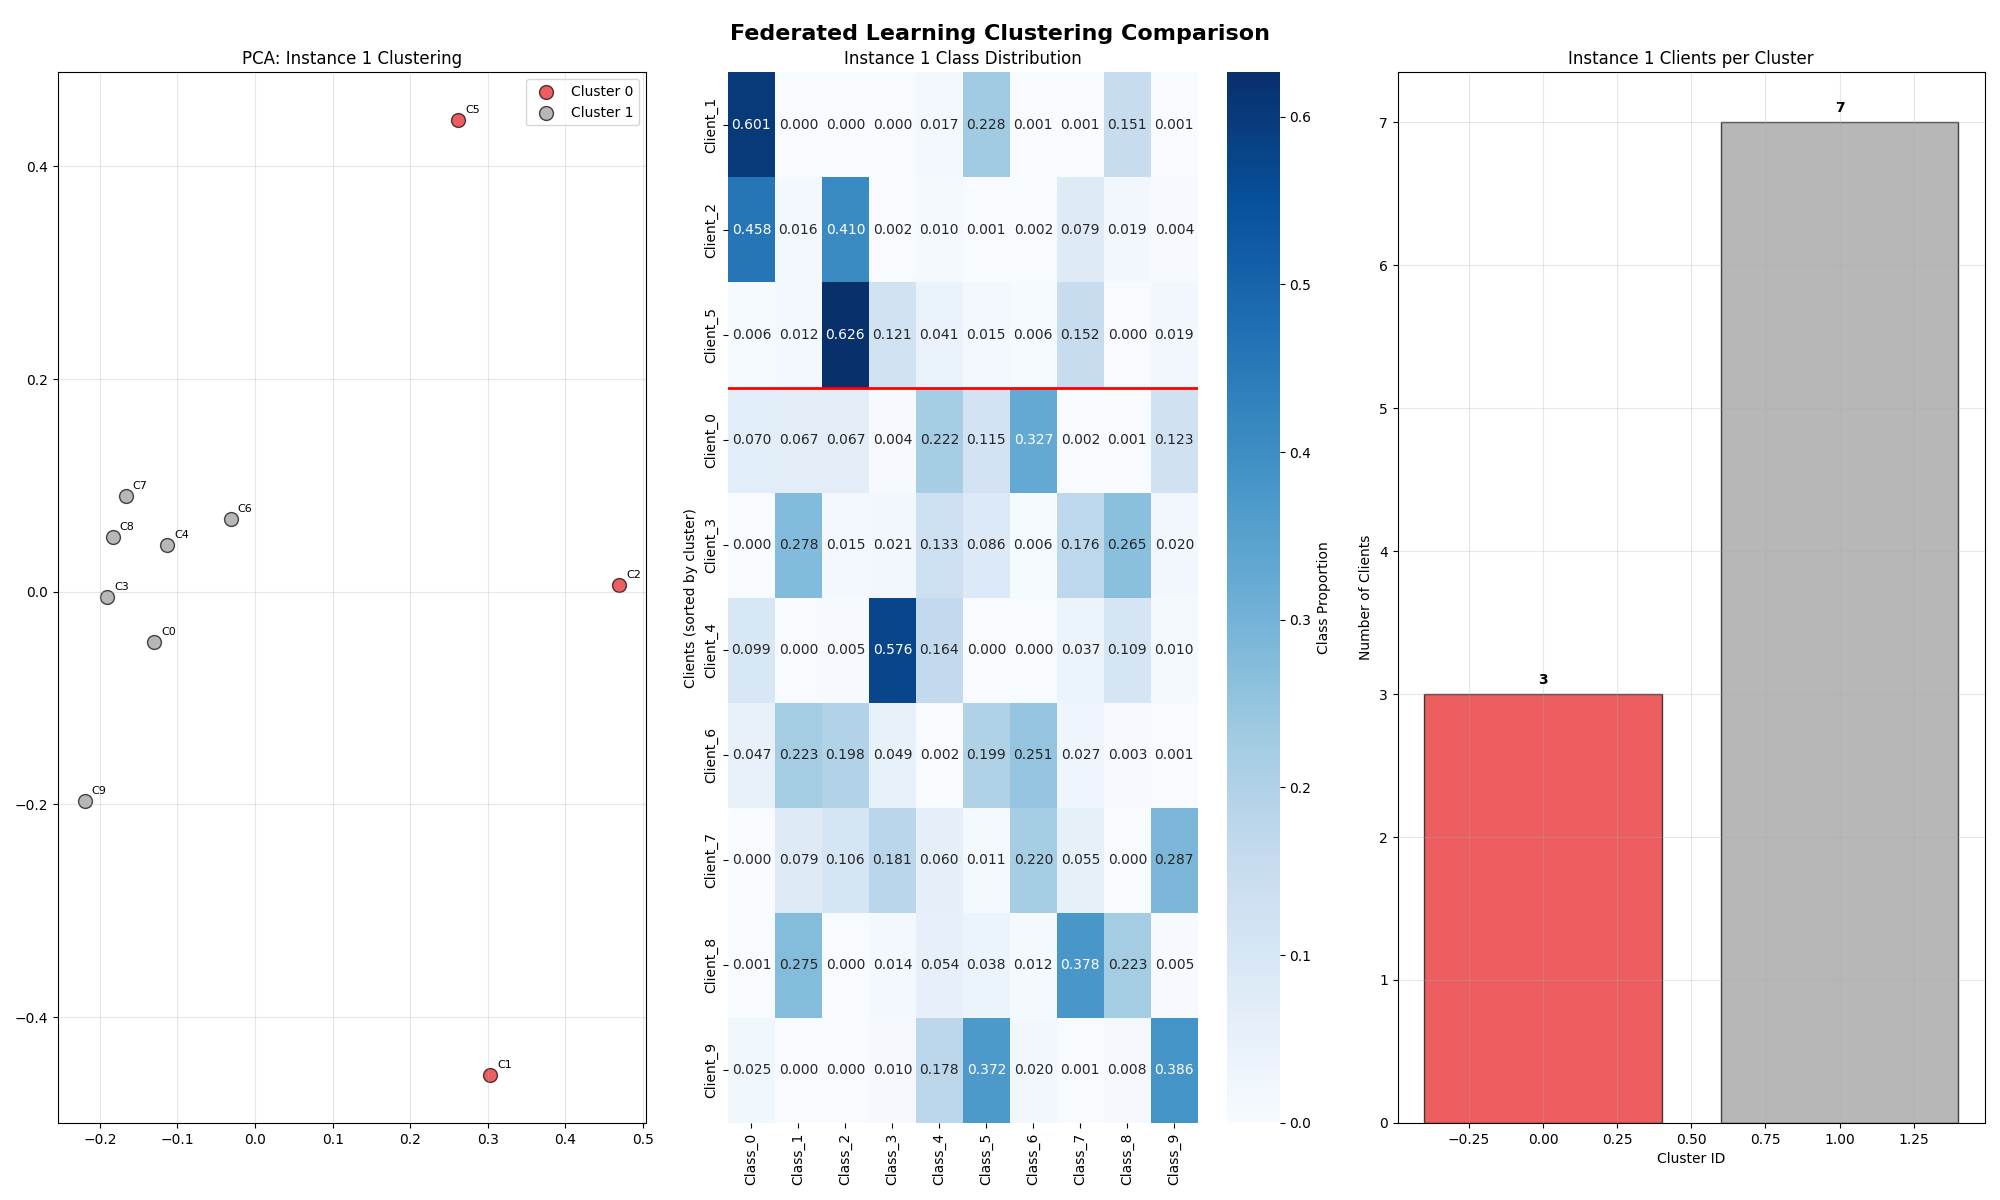 Federated Learning Clustering Comparison
PCA: Instance 1 Clustering
Cluster 0
Cluster 1
C5
C7
C6
C8
C4
C2
C3
C0
C9
C1
0.4
0.2
0.0
−0.2
−0.4
−0.2 −0.1 0.0 0.1 0.2 0.3 0.4 0.5
Instance 1 Class Distribution
Clients (sorted by cluster)
Client_1 0.601 0.000 0.000 0.000 0.017 0.228 0.001 0.001 0.151 0.001
Client_2 0.458 0.016 0.410 0.002 0.010 0.001 0.002 0.079 0.019 0.004
Client_5 0.006 0.012 0.626 0.121 0.041 0.015 0.006 0.152 0.000 0.019
Client_0 0.070 0.067 0.067 0.004 0.222 0.115 0.327 0.002 0.001 0.123
Client_3 0.000 0.278 0.015 0.021 0.133 0.086 0.006 0.176 0.265 0.020
Client_4 0.099 0.000 0.005 0.576 0.164 0.000 0.000 0.037 0.109 0.010
Client_6 0.047 0.223 0.198 0.049 0.002 0.199 0.251 0.027 0.003 0.001
Client_7 0.000 0.079 0.106 0.181 0.060 0.011 0.220 0.055 0.000 0.287
Client_8 0.001 0.275 0.000 0.014 0.054 0.038 0.012 0.378 0.223 0.005
Client_9 0.025 0.000 0.000 0.010 0.178 0.372 0.020 0.001 0.008 0.386
Class_0 Class_1 Class_2 Class_3 Class_4 Class_5 Class_6 Class_7 Class_8 Class_9
0.6
0.5
0.4
0.3
0.2
0.1
0.0
Class Proportion
Instance 1 Clients per Cluster
Number of Clients
7
6
5
4
3
2
1
0
3
7
−0.25 0.00 0.25 0.50 0.75 1.00 1.25
Cluster ID